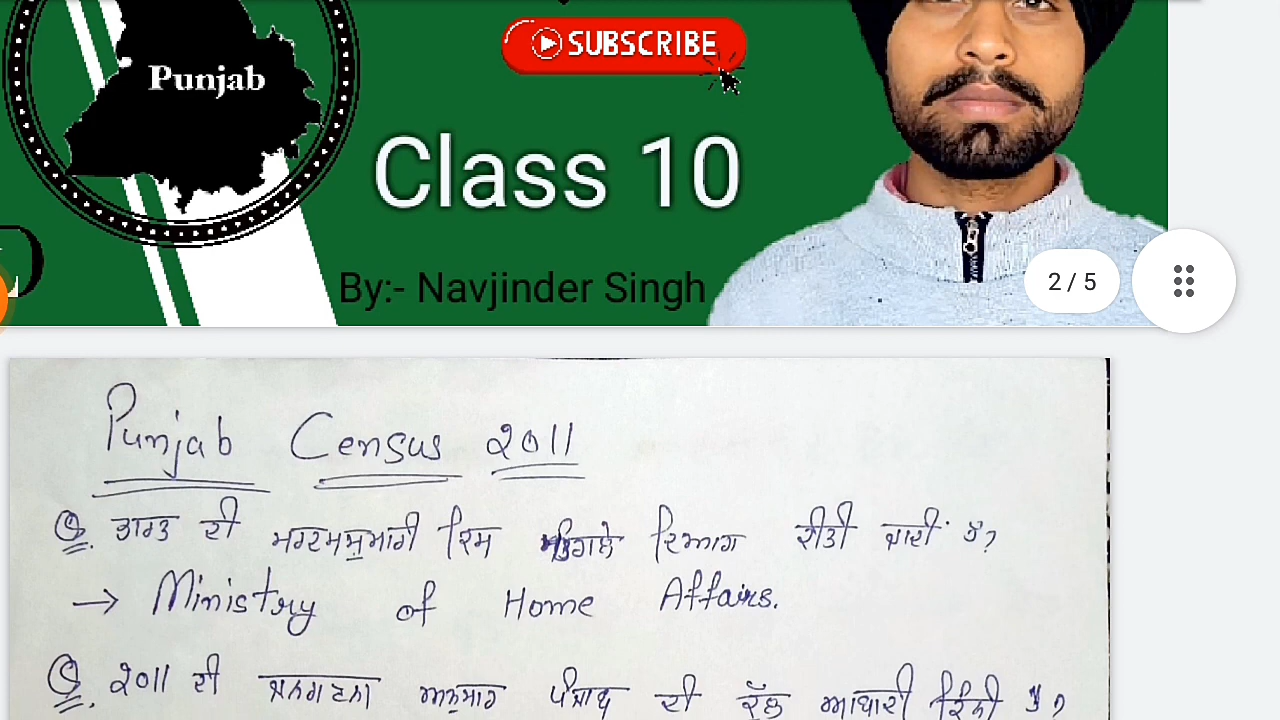 SUBSCRIBE
Punjab
Class 10
By:- Navjinder Singh
2 / 5
Punjab Census 2011
Q. ਭਾਰਤ ਦੀ ਮਰਦਮਸ਼ੁਮਾਰੀ ਕਿਸ ਵਿਭਾਗ ਕੀਤੀ ਜਾਂਦੀ ਹੈ?
→ Ministry of Home Affairs.
Q. 2011 ਦੀ ਜਨਗਣਨਾ ਅਨੁਸਾਰ ਪੰਜਾਬ ਦੀ ਕੁੱਲ ਆਬਾਦੀ ਕਿੰਨੀ ਹੈ?